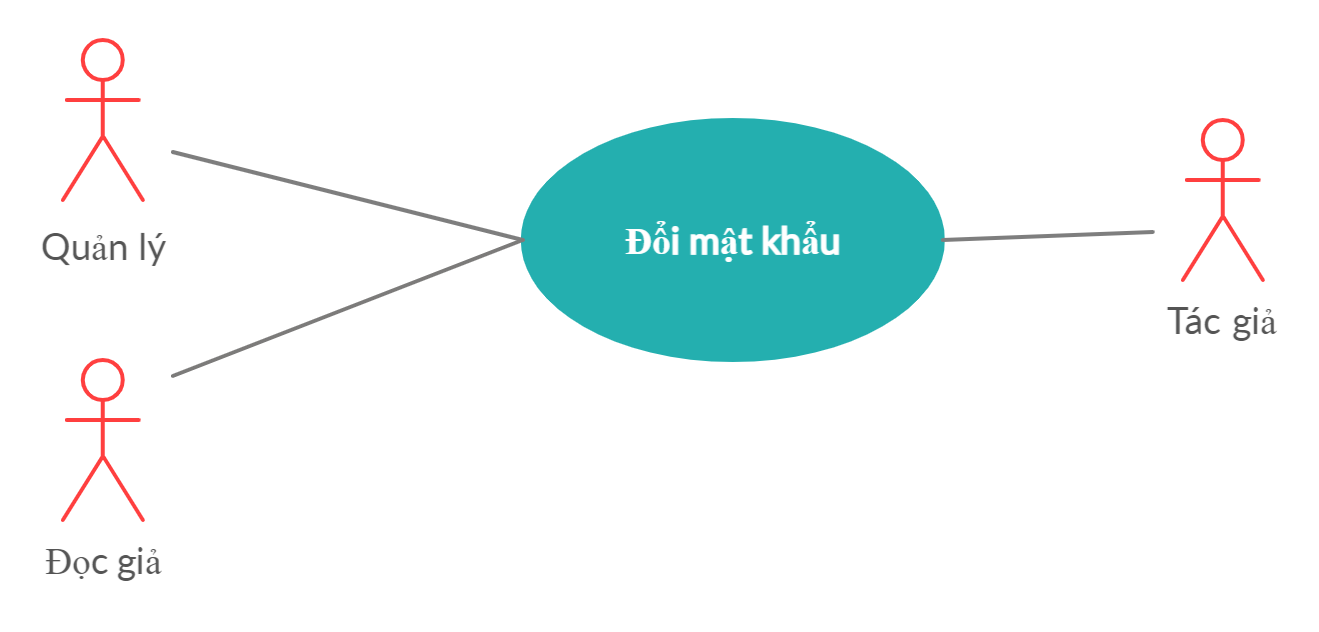 Quản lý
Đổi mật khẩu
Tác giả
Đọc giả